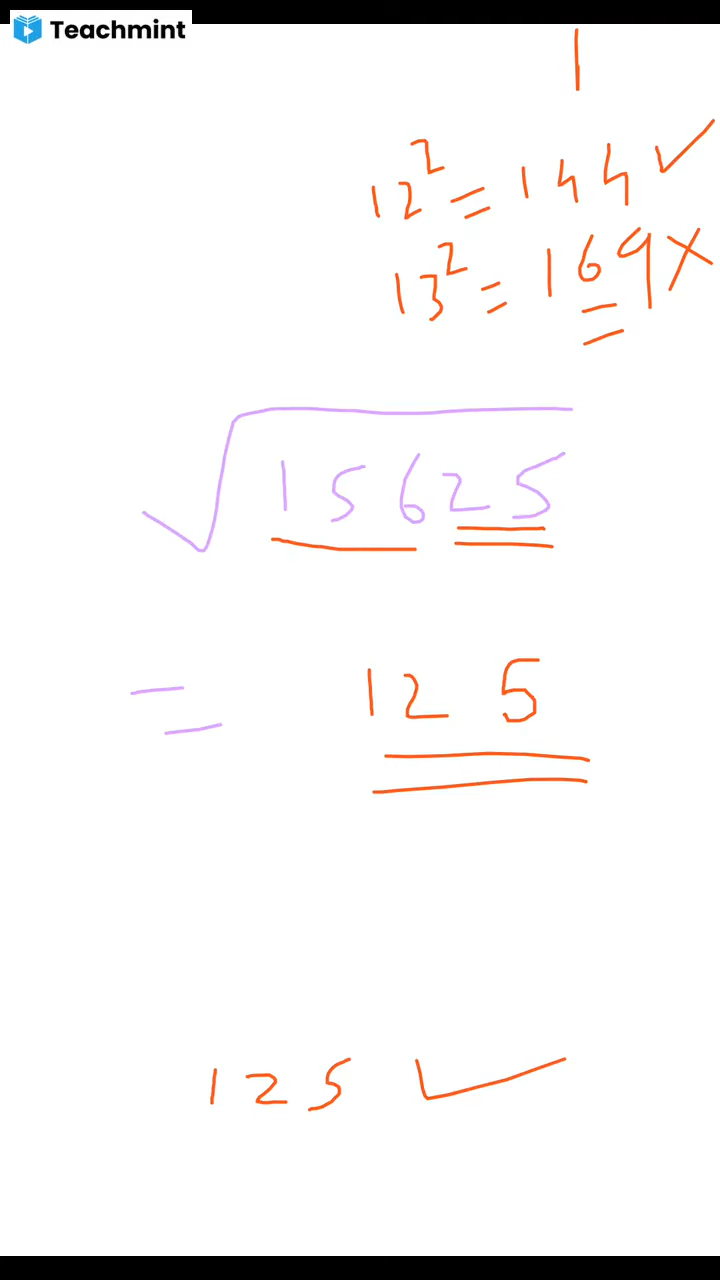 Teachmint
1
12² = 144 ✓
13² = 169 X
√15625
= 125
125 ✓